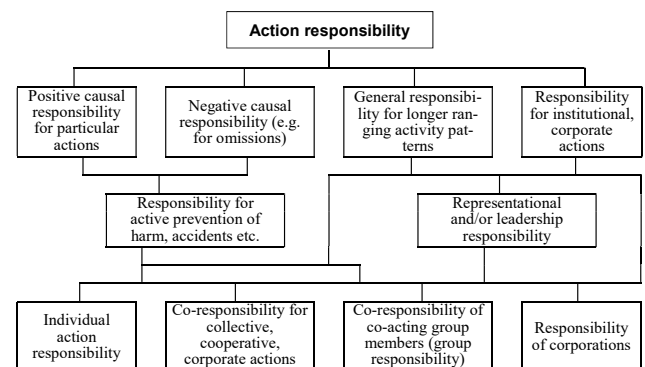 Action responsibility
Positive causal
responsibility
for particular
actions
Negative causal
responsibility (e.g.
for omissions)
General responsibi-
lity for longer ran-
ging activity pat-
terns
Responsibility
for institutional,
corporate
actions
Responsibility for
active prevention of
harm, accidents etc.
Representational
and/or leadership
responsibility
Individual
action
responsibility
Co-responsibility for
collective,
cooperative,
corporate actions
Co-responsibility of
co-acting group
members (group
responsibility)
Responsibility
of corporations